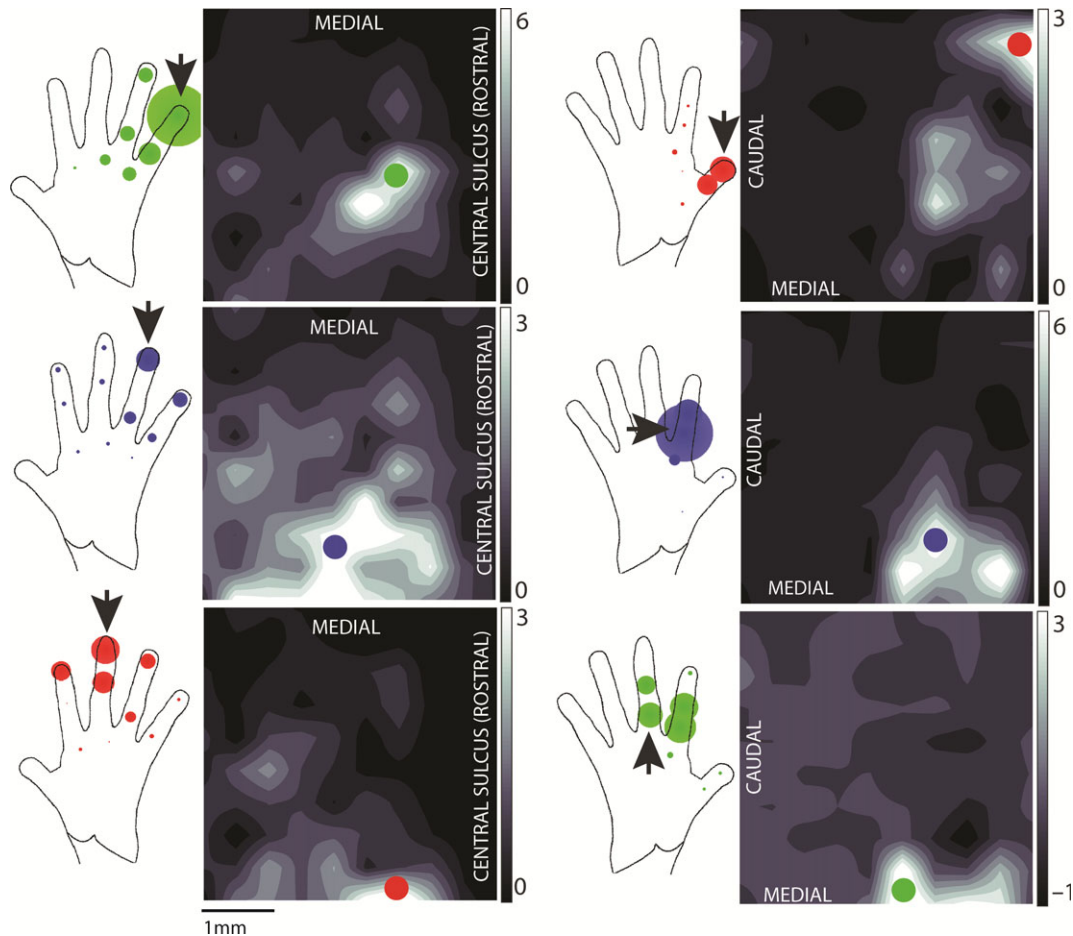 MEDIAL
CENTRAL SULCUS (ROSTRAL)
6
0
CAUDAL
MEDIAL
3
0
MEDIAL
CENTRAL SULCUS (ROSTRAL)
3
0
CAUDAL
MEDIAL
6
0
MEDIAL
CENTRAL SULCUS (ROSTRAL)
3
0
CAUDAL
MEDIAL
3
−1
1mm